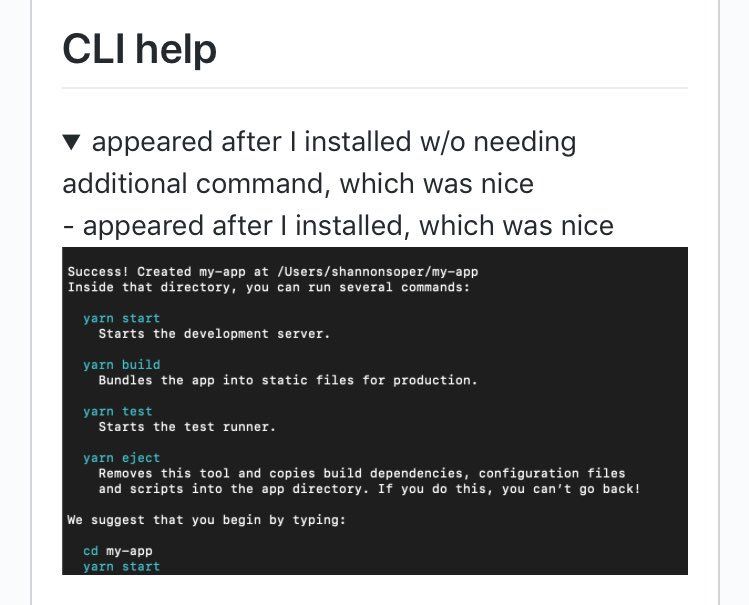 CLI help
▼ appeared after I installed w/o needing
additional command, which was nice
- appeared after I installed, which was nice
Success! Created my-app at /Users/shannonsoper/my-app
Inside that directory, you can run several commands:
yarn start
Starts the development server.
yarn build
Bundles the app into static files for production.
yarn test
Starts the test runner.
yarn eject
Removes this tool and copies build dependencies, configuration files
and scripts into the app directory. If you do this, you can't go back!
We suggest that you begin by typing:
cd my-app
yarn start